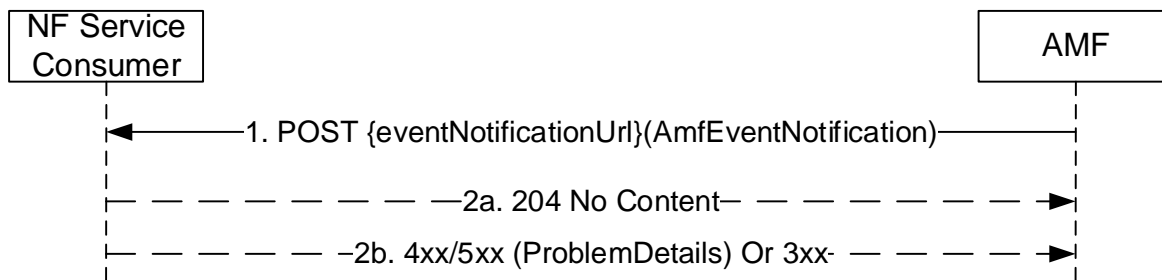 NF Service
Consumer
AMF
1. POST {eventNotificationUrl}(AmfEventNotification)
2a. 204 No Content
2b. 4xx/5xx (ProblemDetails) Or 3xx